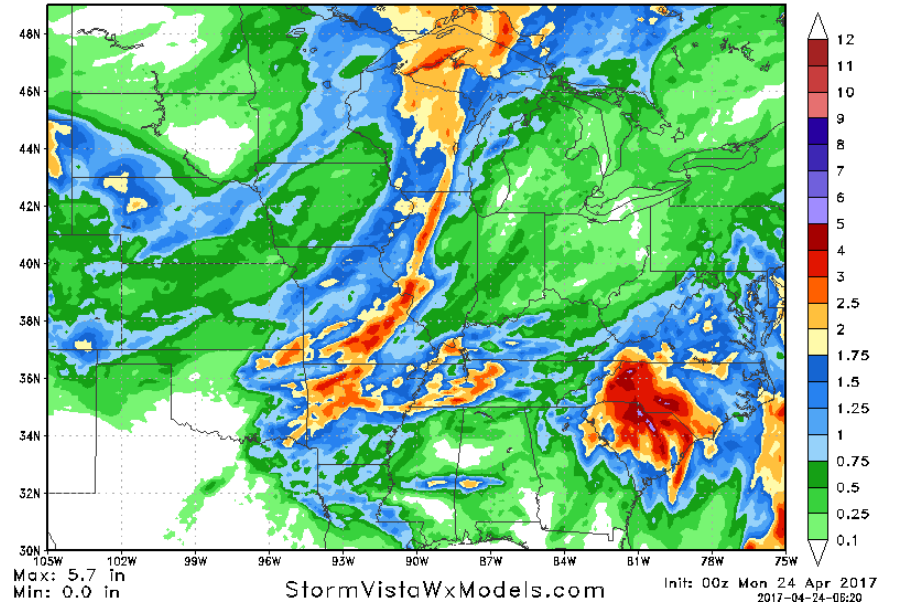 48N
46N
44N
42N
40N
38N
36N
34N
32N
30N
105W 102W 99W 96W 93W 90W 87W 84W 81W 78W 75W
12
11
10
9
8
7
6
5
4
3
2.5
2
1.75
1.5
1.25
1
0.75
0.5
0.25
0.1
Max: 5.7 in
Min: 0.0 in
StormVistaWxModels.com
Init: 00z Mon 24 Apr 2017
2017-04-24-06:20